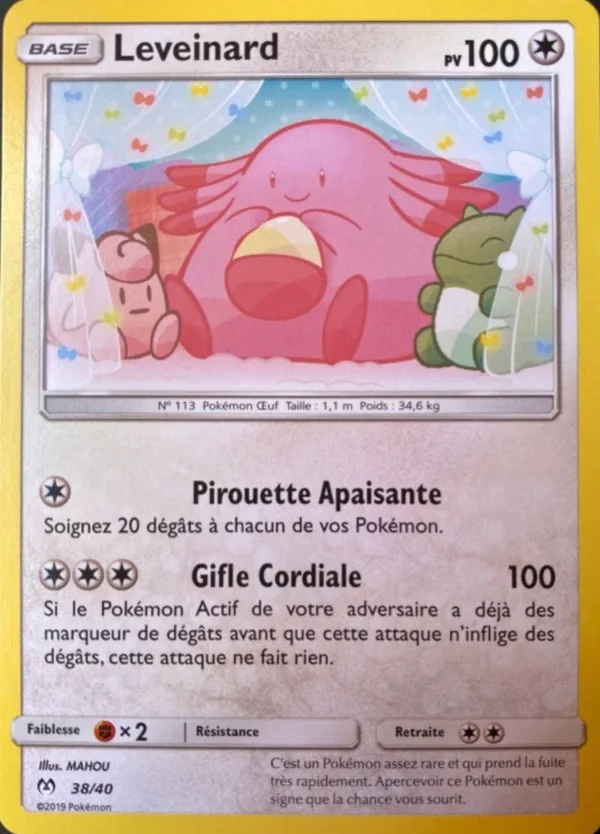 BASE Leveinard PV 100
N° 113 Pokémon Œuf Taille : 1,1 m Poids : 34,6 kg
Pirouette Apaisante
Soignez 20 dégâts à chacun de vos Pokémon.
Gifle Cordiale 100
Si le Pokémon Actif de votre adversaire a déjà des
marqueur de dégâts avant que cette attaque n'inflige des
dégâts, cette attaque ne fait rien.
Faiblesse ×2 Résistance Retraite
Illus. MAHOU
38/40
©2019 Pokémon
C'est un Pokémon assez rare et qui prend la fuite
très rapidement. Apercevoir ce Pokémon est un
signe que la chance vous sourit.